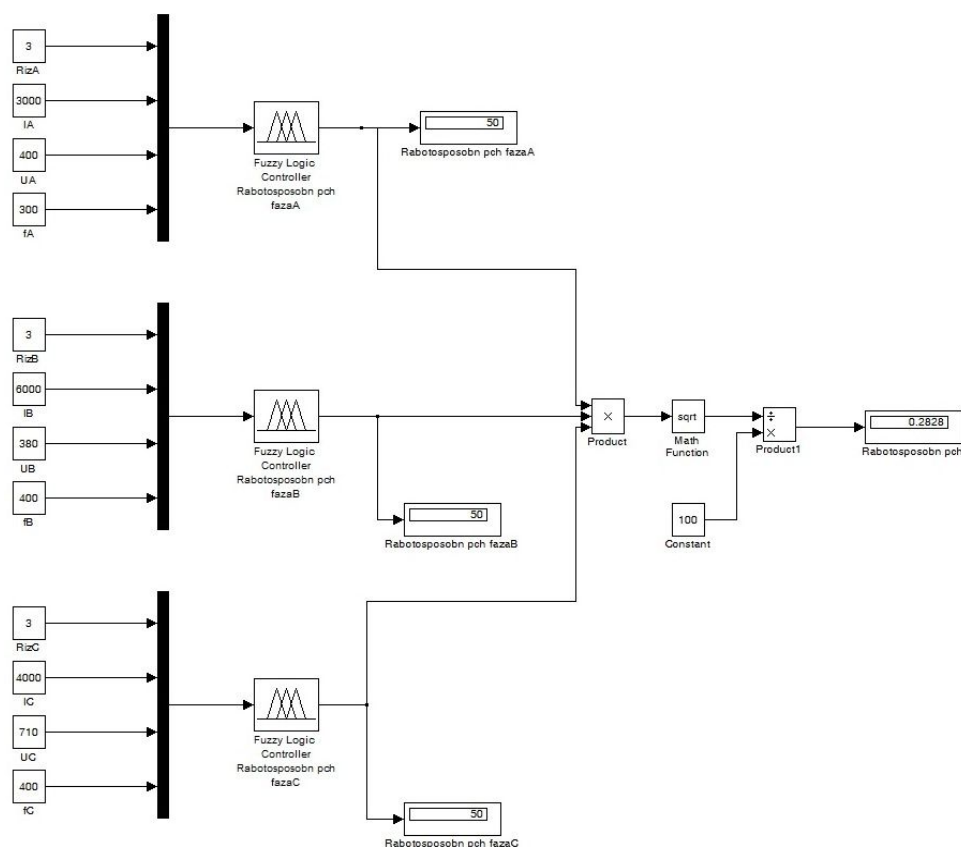 3
RizA
3000
IA
400
UA
300
fA
Fuzzy Logic
Controller
Rabotosposobn pch
fazaA
50
Rabotosposobn pch fazaA
3
RizB
6000
IB
380
UB
400
fB
Fuzzy Logic
Controller
Rabotosposobn pch
fazaB
50
Rabotosposobn pch fazaB
×
Product
sqrt
Math
Function
÷
×
Product1
0.2828
Rabotosposobn pch
100
Constant
3
RizC
4000
IC
710
UC
400
fC
Fuzzy Logic
Controller
Rabotosposobn pch
fazaC
50
Rabotosposobn pch fazaC